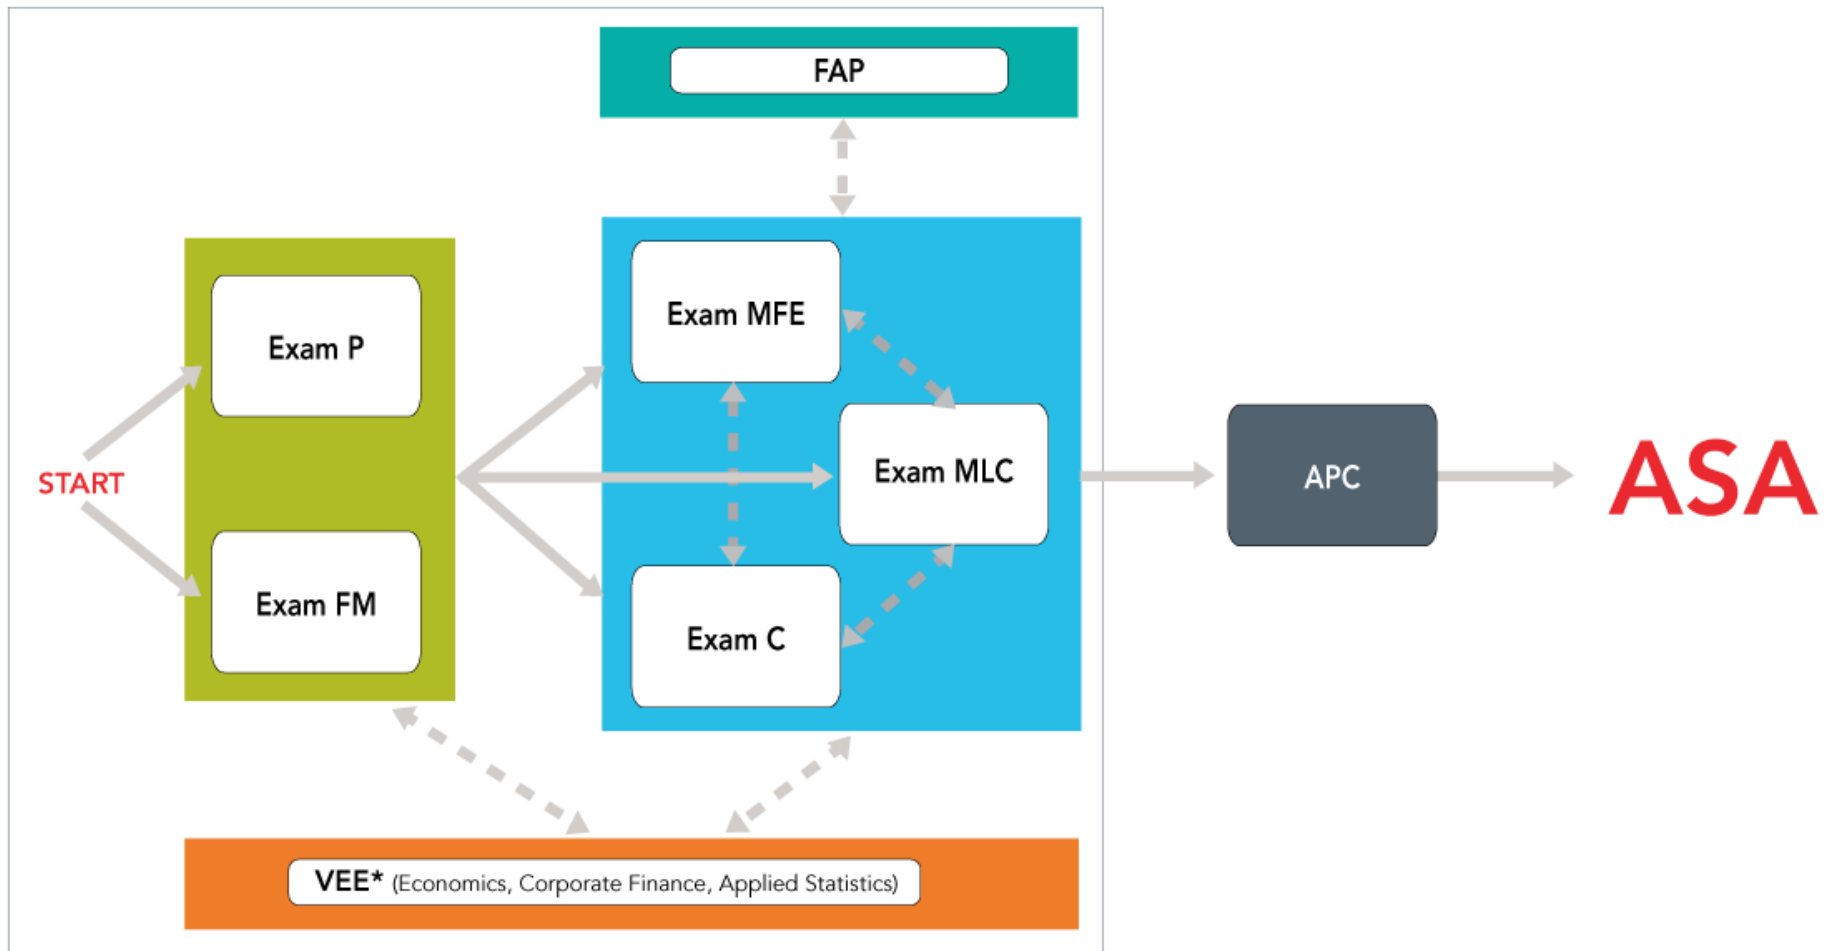 FAP
Exam MFE
Exam P
START
Exam MLC
APC
ASA
Exam FM
Exam C
VEE* (Economics, Corporate Finance, Applied Statistics)